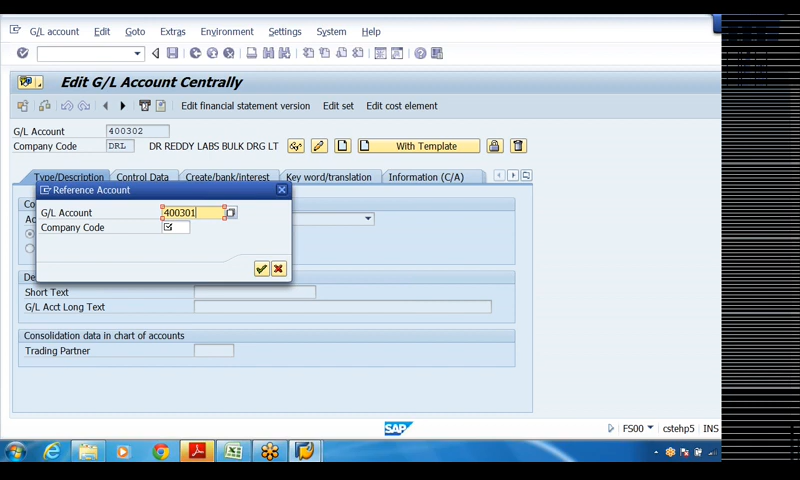 G/L account Edit Goto Extras Environment Settings System Help
Edit G/L Account Centrally
Edit financial statement version Edit set Edit cost element
G/L Account 400302
Company Code DRL DR REDDY LABS BULK DRG LT With Template
Type/Description Control Data Create/bank/interest Key word/translation Information (C/A)
Reference Account
G/L Account 400301
Company Code
Short Text
G/L Acct Long Text
Consolidation data in chart of accounts
Trading Partner
SAP
FS00 cstehp5 INS